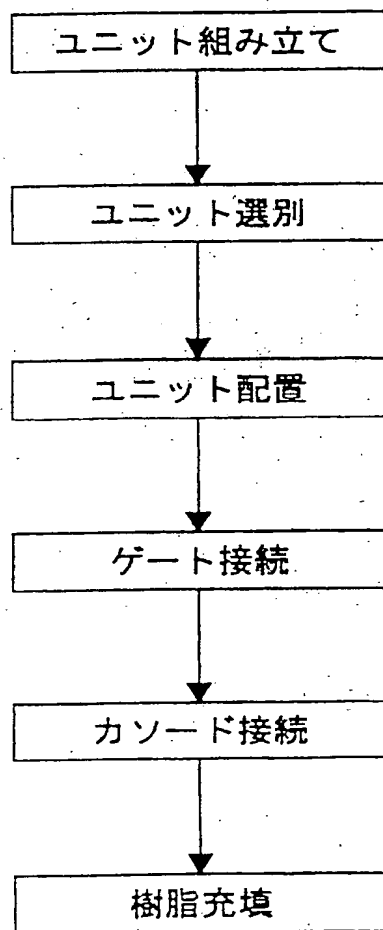 ユニット組み立て
ユニット選別
ユニット配置
ゲート接続
カソード接続
樹脂充填